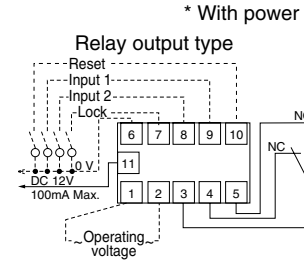 * With power
Relay output type
Reset
Input 1
Input 2
Lock
6 7 8 9 10
0 V
11
DC 12V
100mA Max.
1 2 3 4 5
NC
Operating
voltage